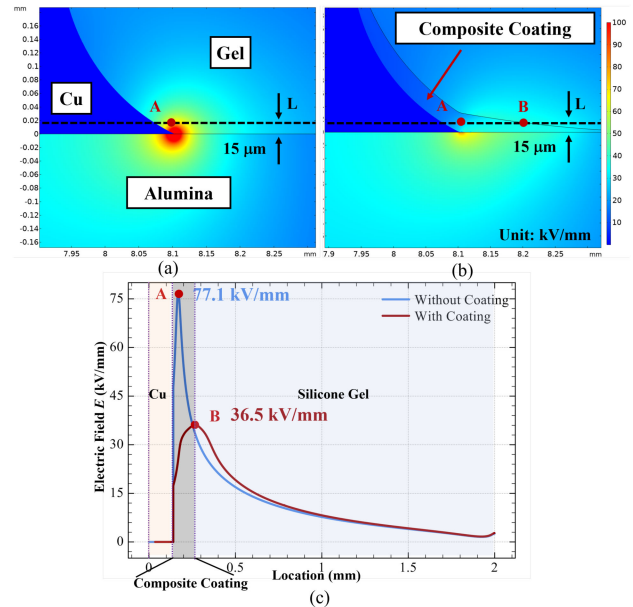 mm
mm
0.18
0.16
0.14
0.12
0.1
0.08
0.06
0.04
0.02
0
-0.02
-0.04
-0.06
-0.08
-0.1
-0.12
-0.14
-0.16
Gel
Cu
A
L
15 μm
Alumina
7.95 8 8.05 8.1 8.15 8.2 8.25
(a)
Composite Coating
Cu
A
B
L
15 μm
Unit: kV/mm
7.9 7.95 8 8.05 8.1 8.15 8.2 8.25
(b)
100
90
80
70
60
50
40
30
20
10
0
Electric Field E (kV/mm)
75
60
45
30
15
0
A
77.1 kV/mm
Without Coating
With Coating
Cu
Silicone Gel
B 36.5 kV/mm
0 0.5 1 1.5 2
Composite Coating
Location (mm)
(c)